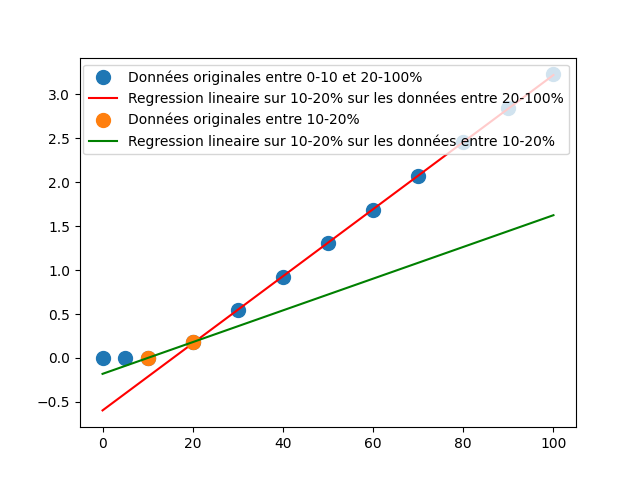 Données originales entre 0-10 et 20-100%
Regression lineaire sur 10-20% sur les données entre 20-100%
Données originales entre 10-20%
Regression lineaire sur 10-20% sur les données entre 10-20%
3.0
2.5
2.0
1.5
1.0
0.5
0.0
−0.5
0 20 40 60 80 100